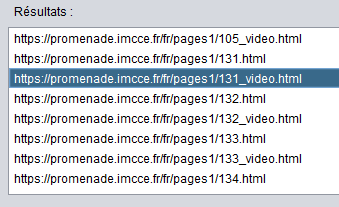 Résultats :
https://promenade.imcce.fr/fr/pages1/105_video.html
https://promenade.imcce.fr/fr/pages1/131.html
https://promenade.imcce.fr/fr/pages1/131_video.html
https://promenade.imcce.fr/fr/pages1/132.html
https://promenade.imcce.fr/fr/pages1/132_video.html
https://promenade.imcce.fr/fr/pages1/133.html
https://promenade.imcce.fr/fr/pages1/133_video.html
https://promenade.imcce.fr/fr/pages1/134.html